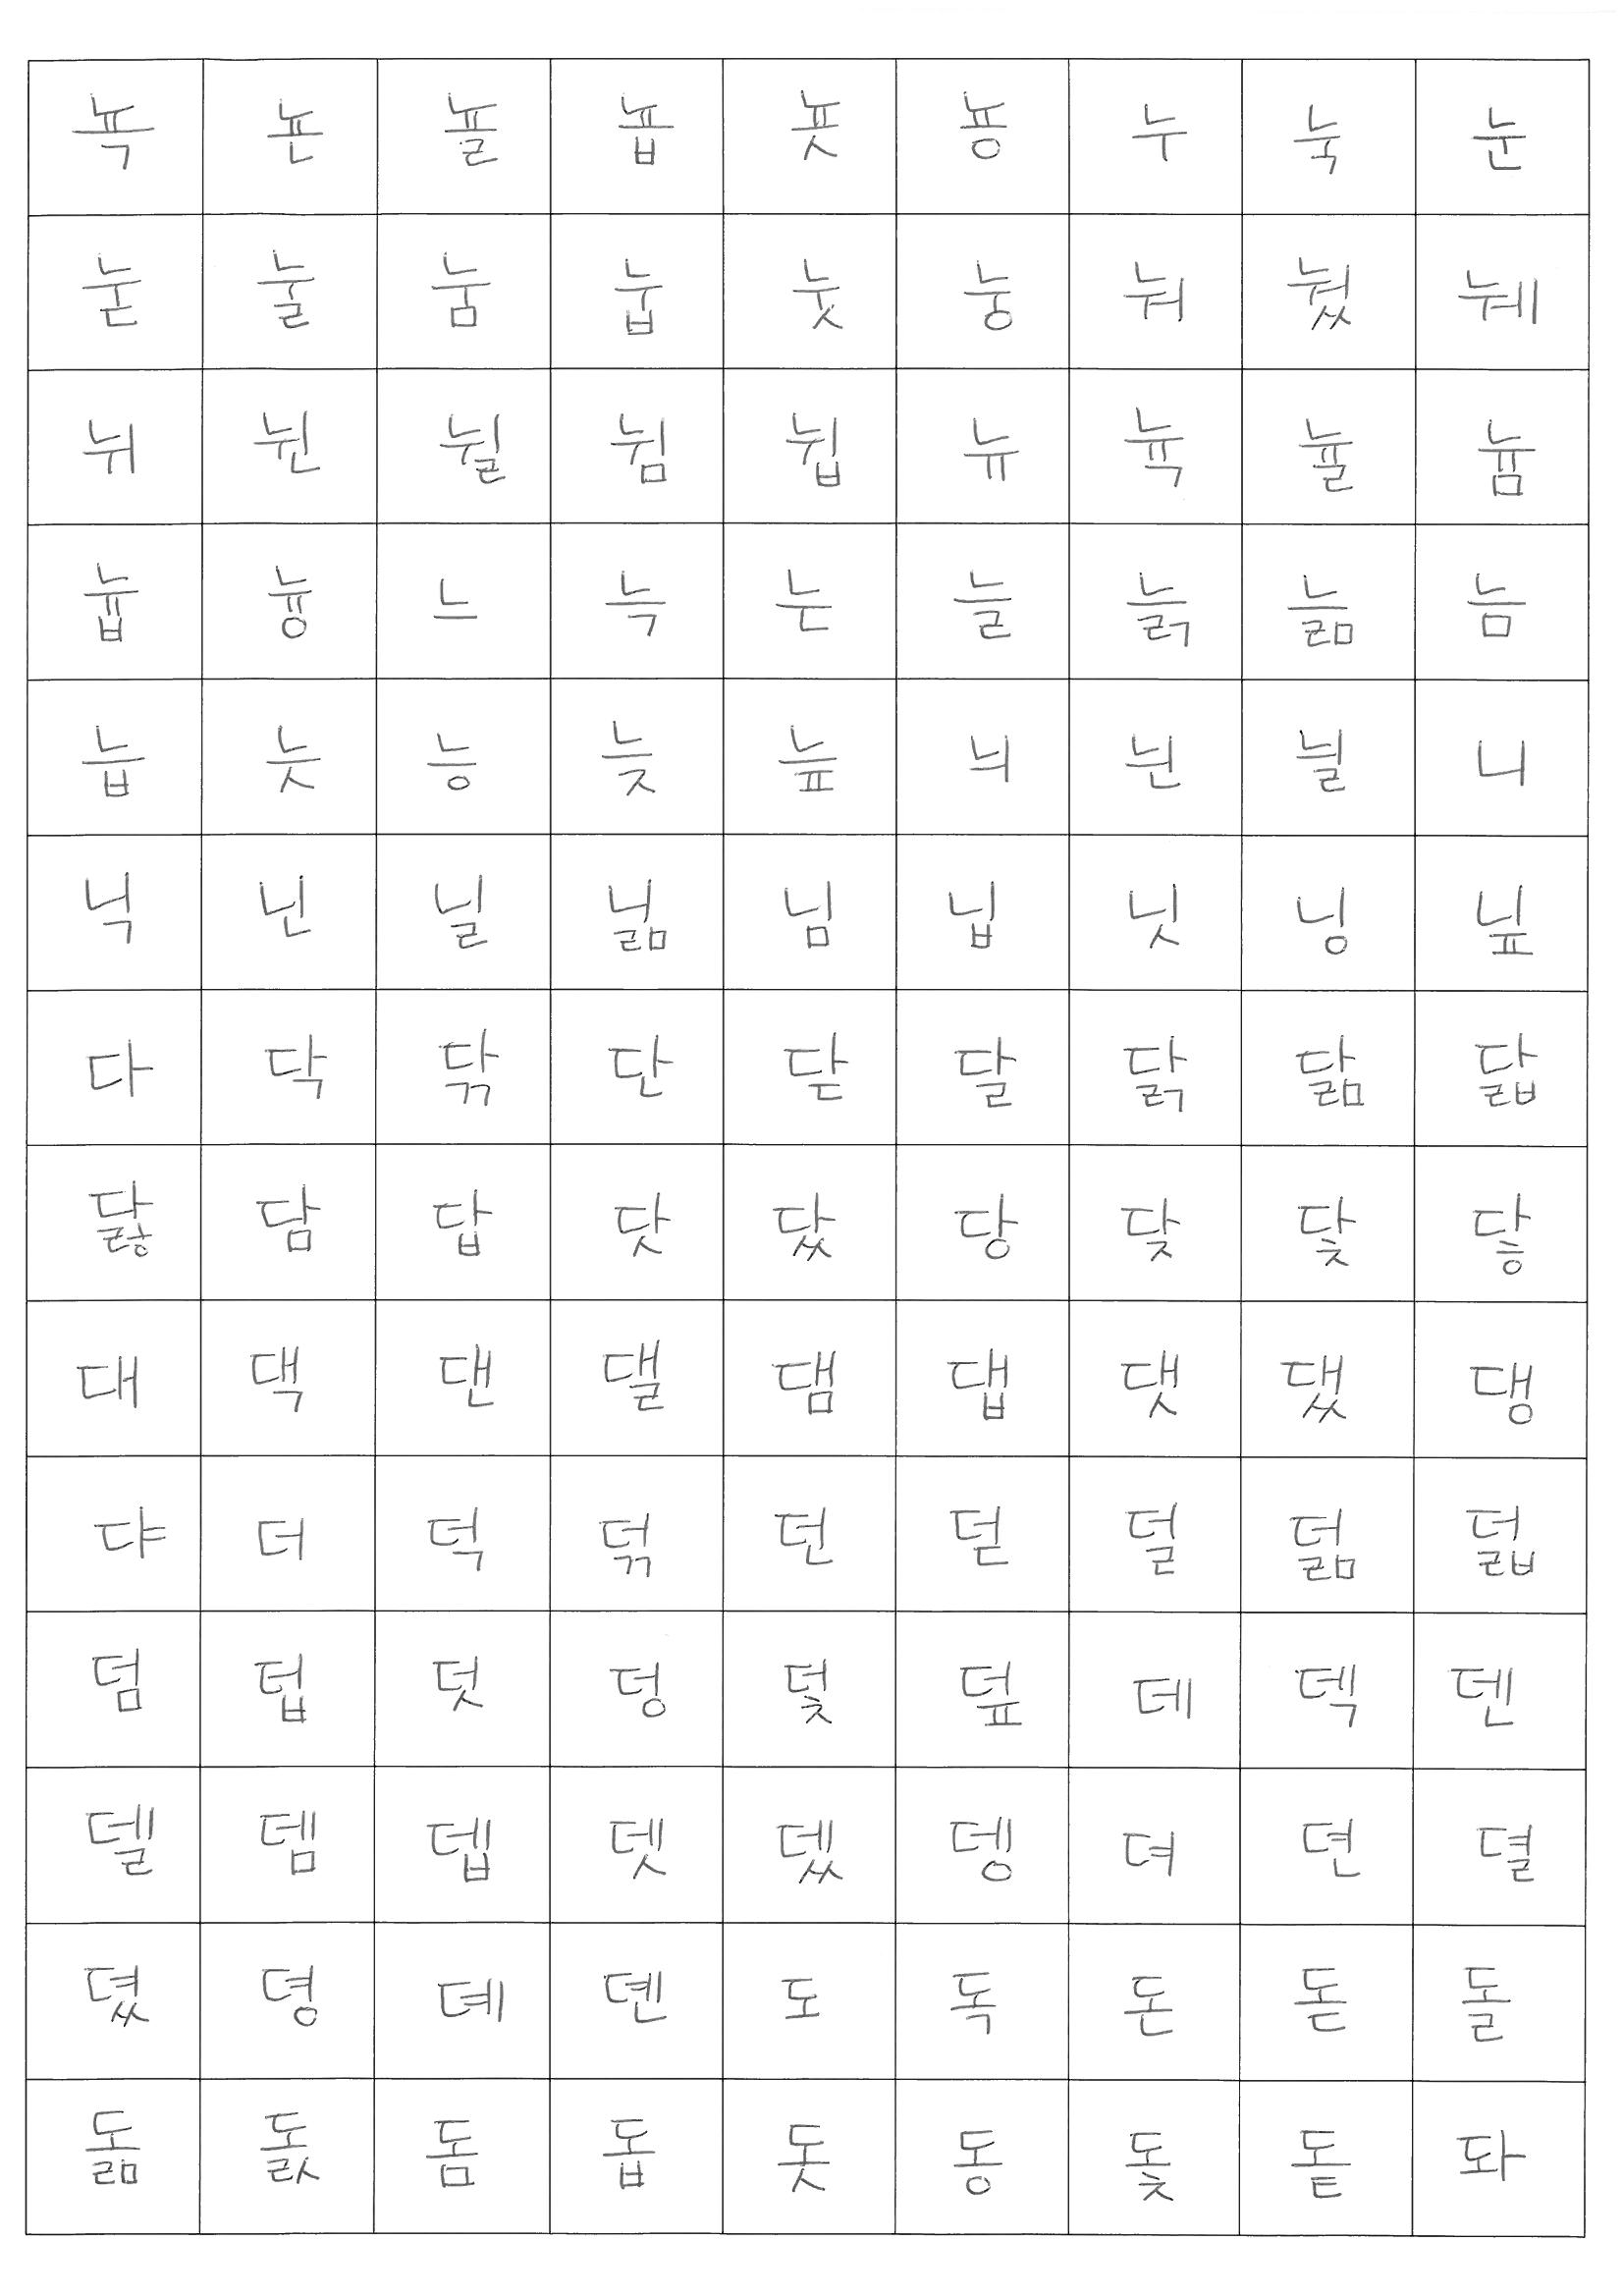 뇩 뇬 뇰 뇹 뇻 뇽 누 눅 눈
눋 눌 눔 눕 눗 눙 눠 눴 눼
뉘 뉜 뉠 뉨 뉩 뉴 뉵 뉼 늄
늅 늉 느 늑 는 늘 늙 늚 늠
늡 늣 능 늦 늪 늬 늰 늴 니
닉 닌 닐 닒 님 닙 닛 닝 닢
다 닥 닦 단 닫 달 닭 닮 닯
닳 담 답 닷 닸 당 닺 닻 닿
대 댁 댄 댈 댐 댑 댓 댔 댕
댜 더 덕 덖 던 덛 덜 덞 덟
덤 덥 덧 덩 덫 덮 데 덱 덴
델 뎀 뎁 뎃 뎄 뎅 뎌 뎐 뎔
뎠 뎡 뎨 뎬 도 독 돈 돋 돌
돎 돐 돔 돕 돗 동 돛 돝 돠